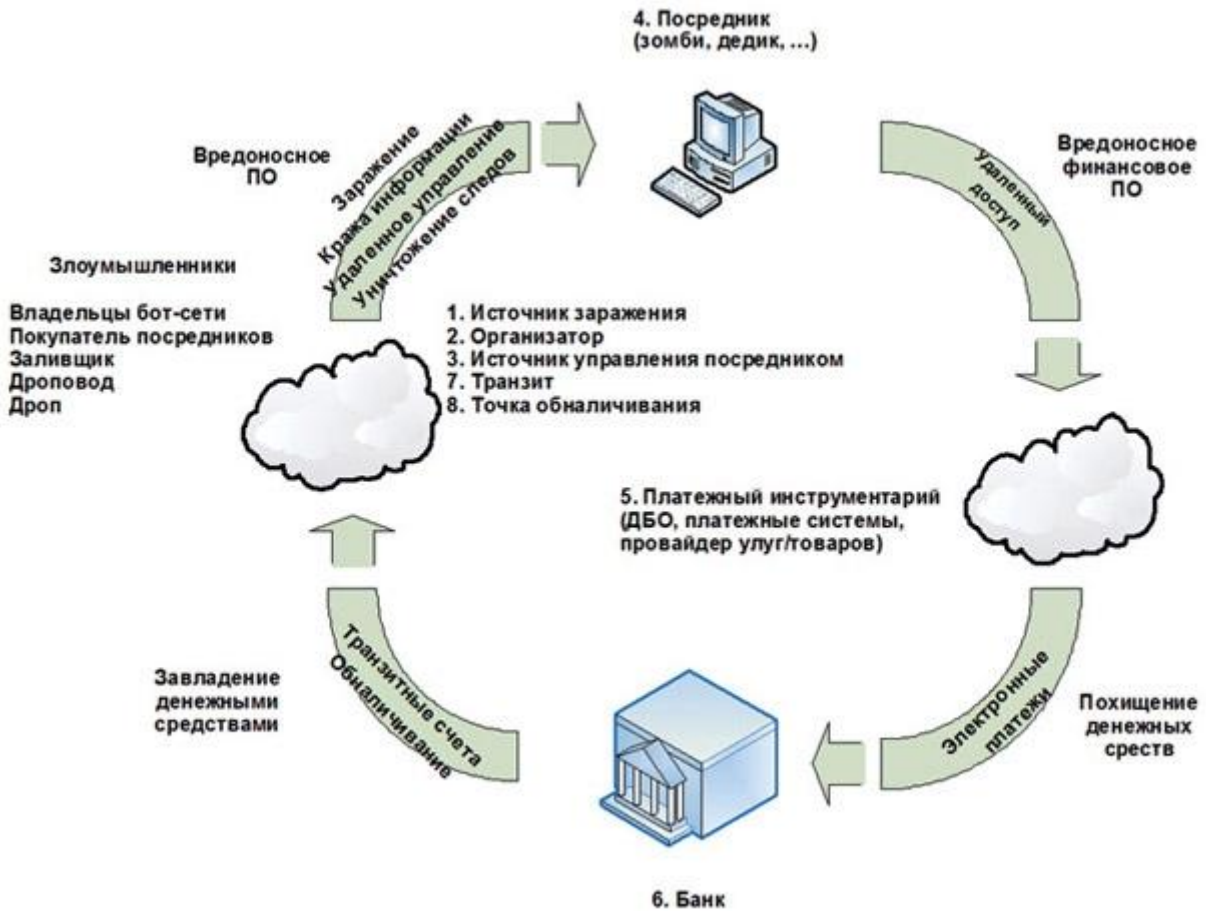 4. Посредник
(зомби, дедик, ...)
Вредоносное
ПО
Заражение
Кража информации
Удаленное управление
Уничтожение следов
Удаленный
доступ
Вредоносное
финансовое
ПО
Злоумышленники
Владельцы бот-сети
Покупатель посредников
Заливщик
Дроповод
Дроп
1. Источник заражения
2. Организатор
3. Источник управления посредником
7. Транзит
8. Точка обналичивания
5. Платежный инструментарий
(ДБО, платежные системы,
провайдер улуг/товаров)
Завладение
денежными
средствами
Транзитные счета
Обналичивание
Электронные
платежи
Похищение
денежных
среств
6. Банк